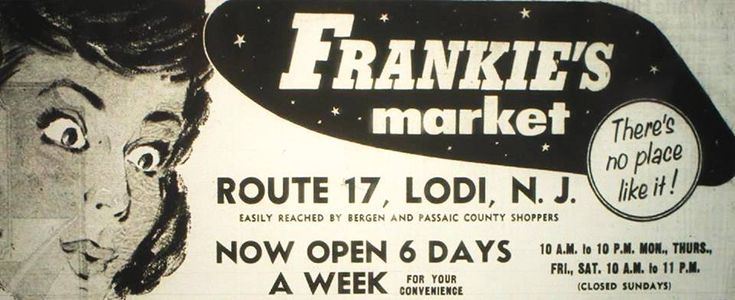 FRANKIE'S
market
There's
no place
like it!
ROUTE 17, LODI, N. J.
EASILY REACHED BY BERGEN AND PASSAIC COUNTY SHOPPERS
NOW OPEN 6 DAYS
A WEEK FOR YOUR
CONVENIENCE
10 A.M. to 10 P.M. MON., THURS.,
FRI., SAT. 10 A.M. to 11 P.M.
(CLOSED SUNDAYS)